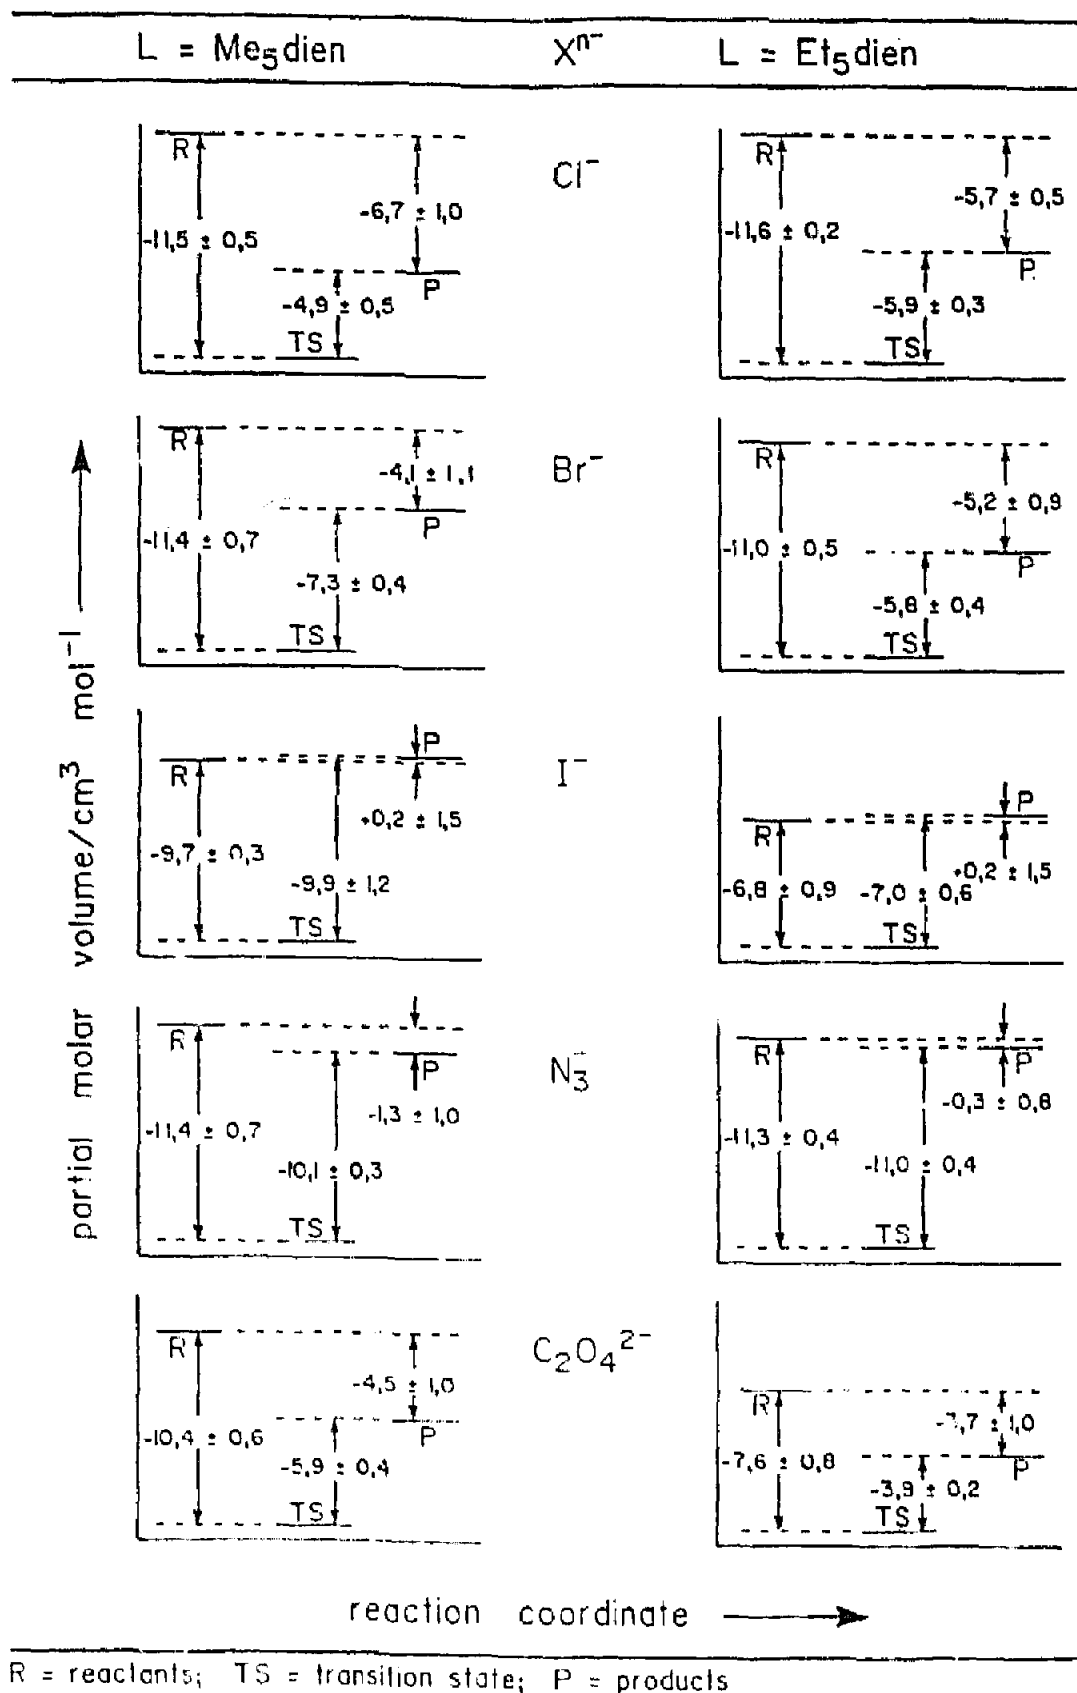 L = Me5dien Xn- L = Et5dien
Cl-
R
-11,5 ± 0,5
-6,7 ± 1,0
P
-4,9 ± 0,5
TS
R
-11,6 ± 0,2
-5,7 ± 0,5
P
-5,9 ± 0,3
TS
Br-
R
-11,4 ± 0,7
-4,1 ± 1,1
P
-7,3 ± 0,4
TS
R
-11,0 ± 0,5
-5,2 ± 0,9
P
-5,8 ± 0,4
TS
I-
R
P
-9,7 ± 0,3
+0,2 ± 1,5
-9,9 ± 1,2
TS
R
P
-6,8 ± 0,9
+0,2 ± 1,5
-7,0 ± 0,6
TS
N3-
R
P
-11,4 ± 0,7
-1,3 ± 1,0
-10,1 ± 0,3
TS
R
P
-11,3 ± 0,4
-0,3 ± 0,8
-11,0 ± 0,4
TS
C2O42-
R
-4,5 ± 1,0
P
-10,4 ± 0,6
-5,9 ± 0,4
TS
R
-3,7 ± 1,0
P
-7,6 ± 0,8
-3,9 ± 0,2
TS
partial molar volume/cm3 mol-1
reaction coordinate
R = reactants; TS = transition state; P = products